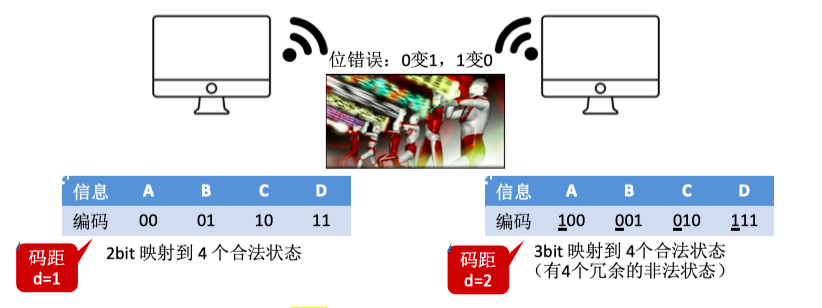 位错误：0变1，1变0
信息 A B C D
编码 00 01 10 11
码距
d=1
2bit 映射到 4 个合法状态
信息 A B C D
编码 100 001 010 111
码距
d=2
3bit 映射到 4个合法状态
（有4个冗余的非法状态）